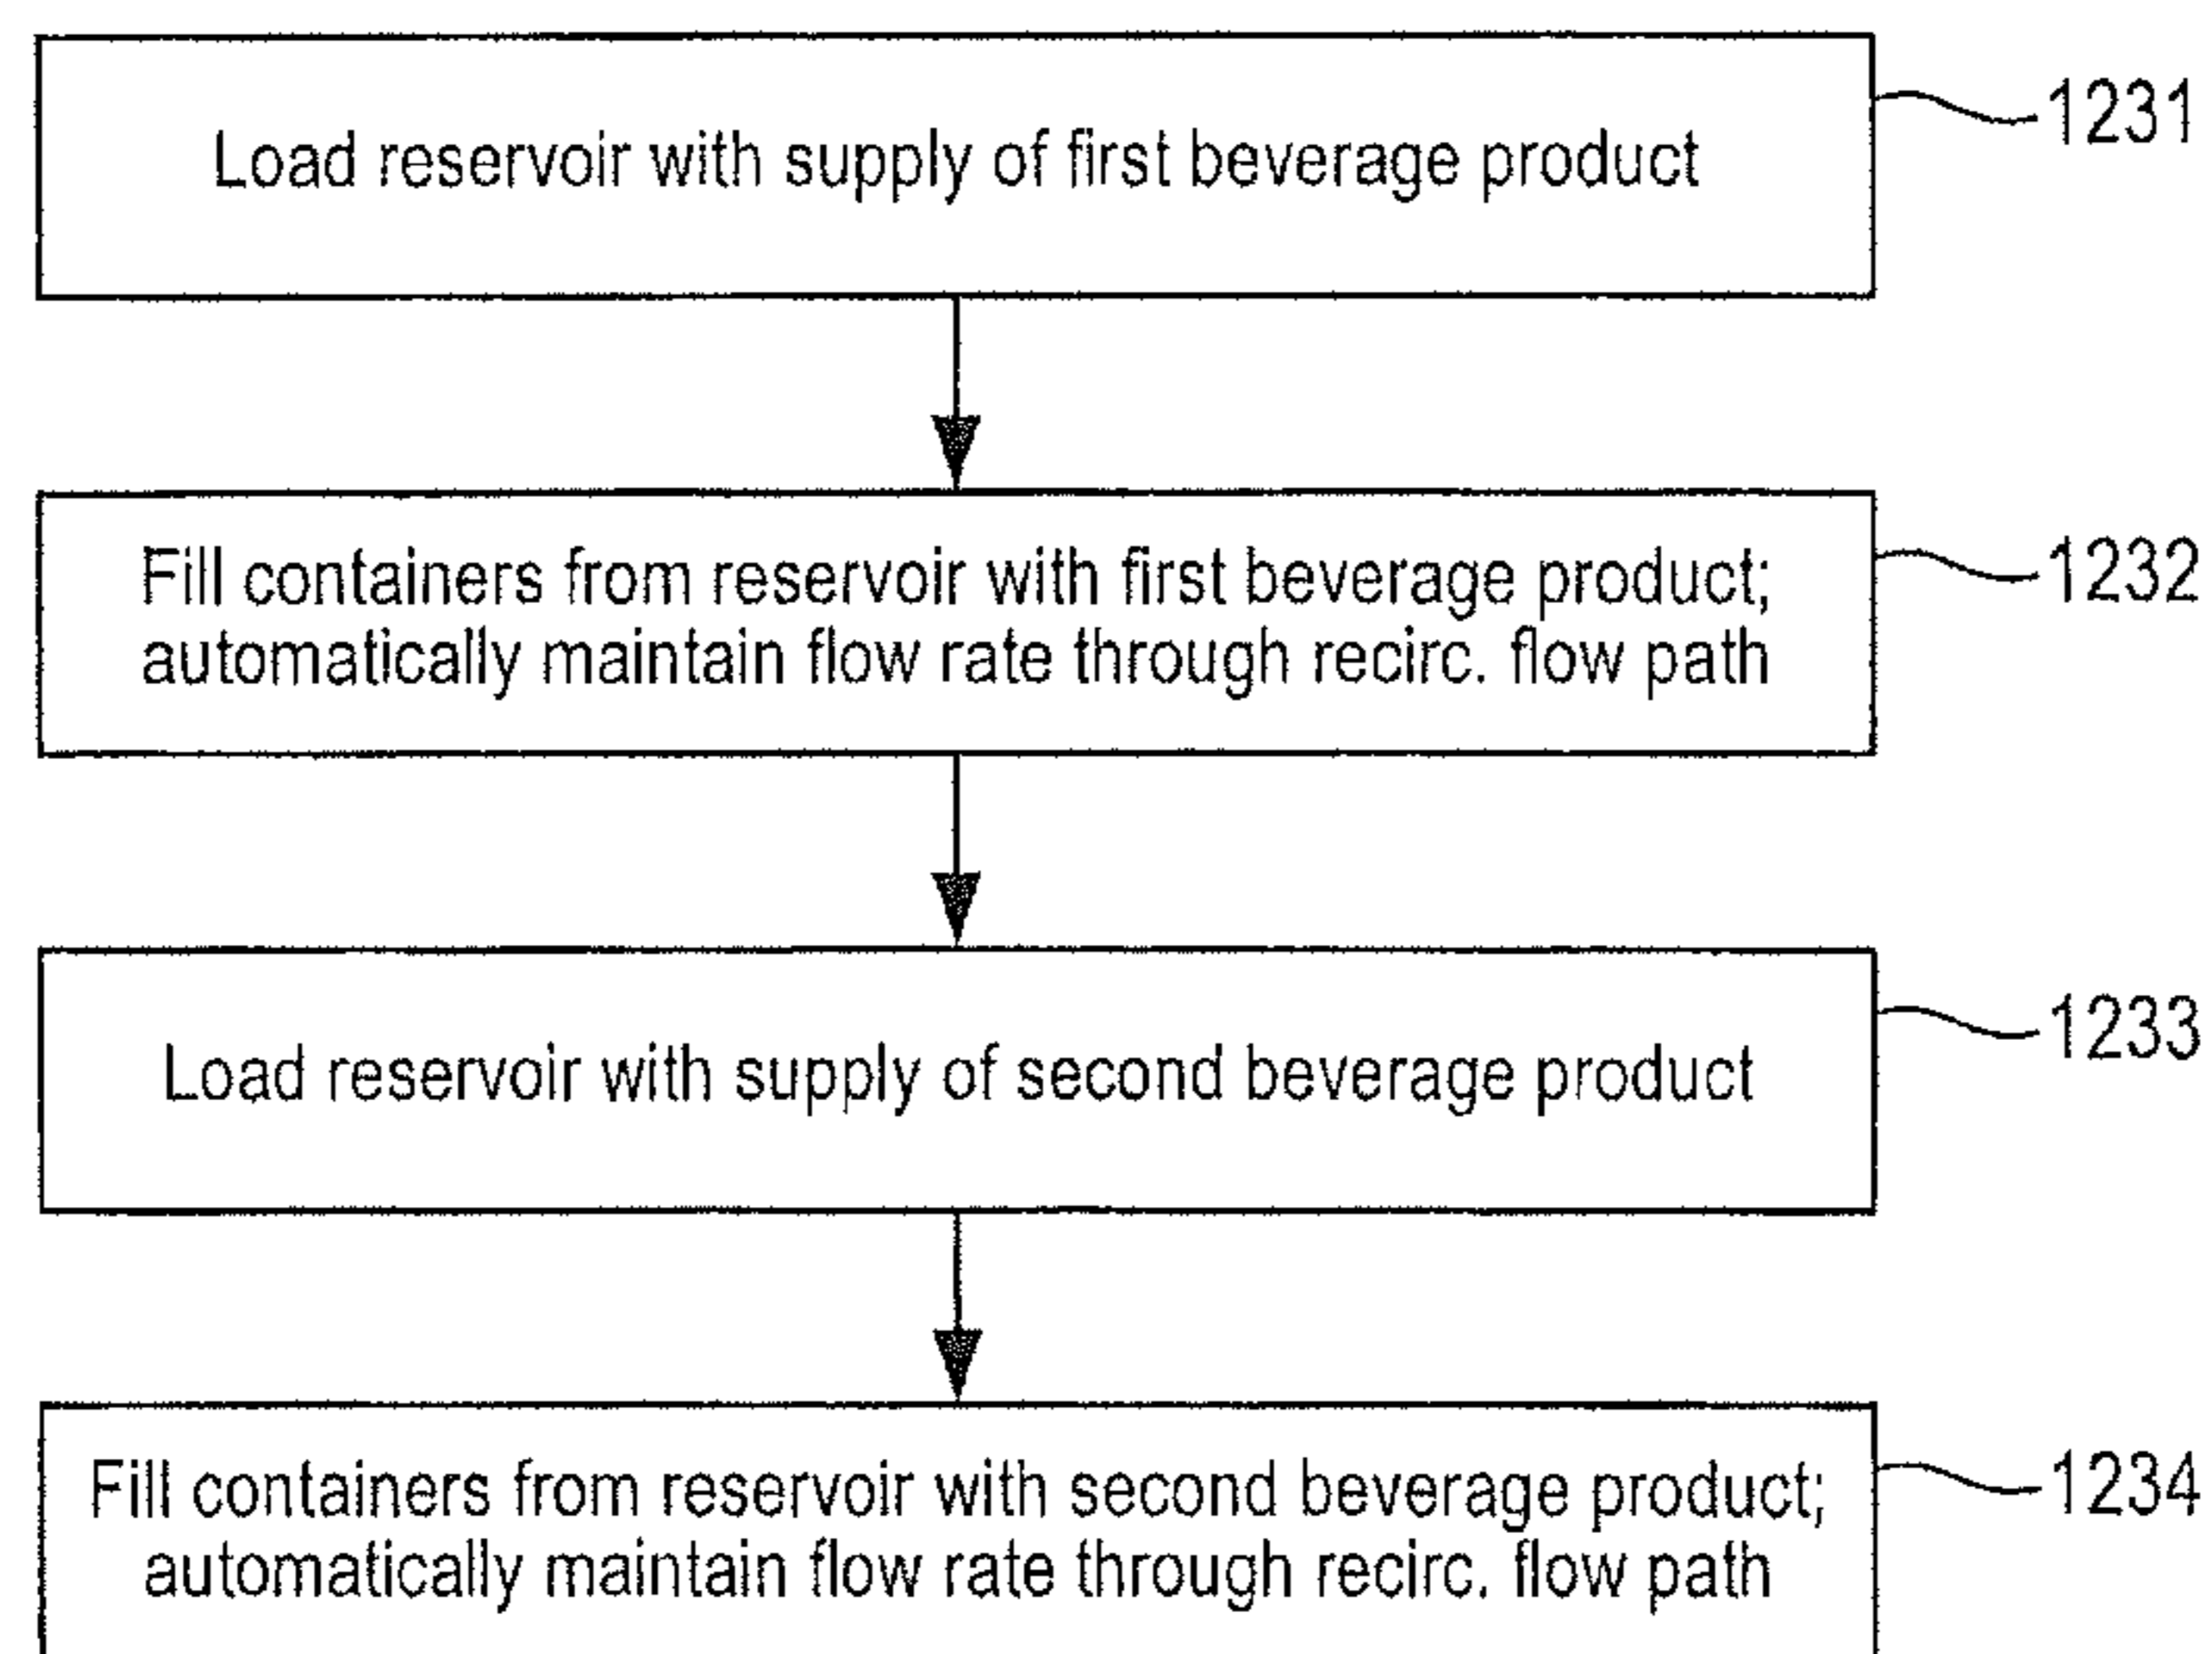 Load reservoir with supply of first beverage product
1231
Fill containers from reservoir with first beverage product;
automatically maintain flow rate through recirc. flow path
1232
Load reservoir with supply of second beverage product
1233
Fill containers from reservoir with second beverage product;
automatically maintain flow rate through recirc. flow path
1234